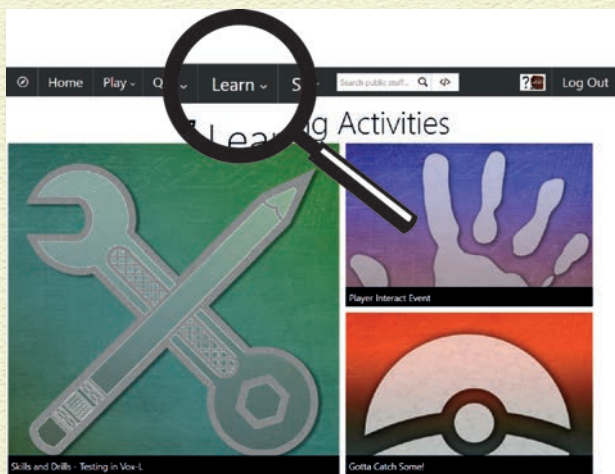 Home Play Learn Search public stuff... </> ? Log Out
Learning Activities
Player Interact Event
Skills and Drills - Testing in Vox-L
Gotta Catch Some!